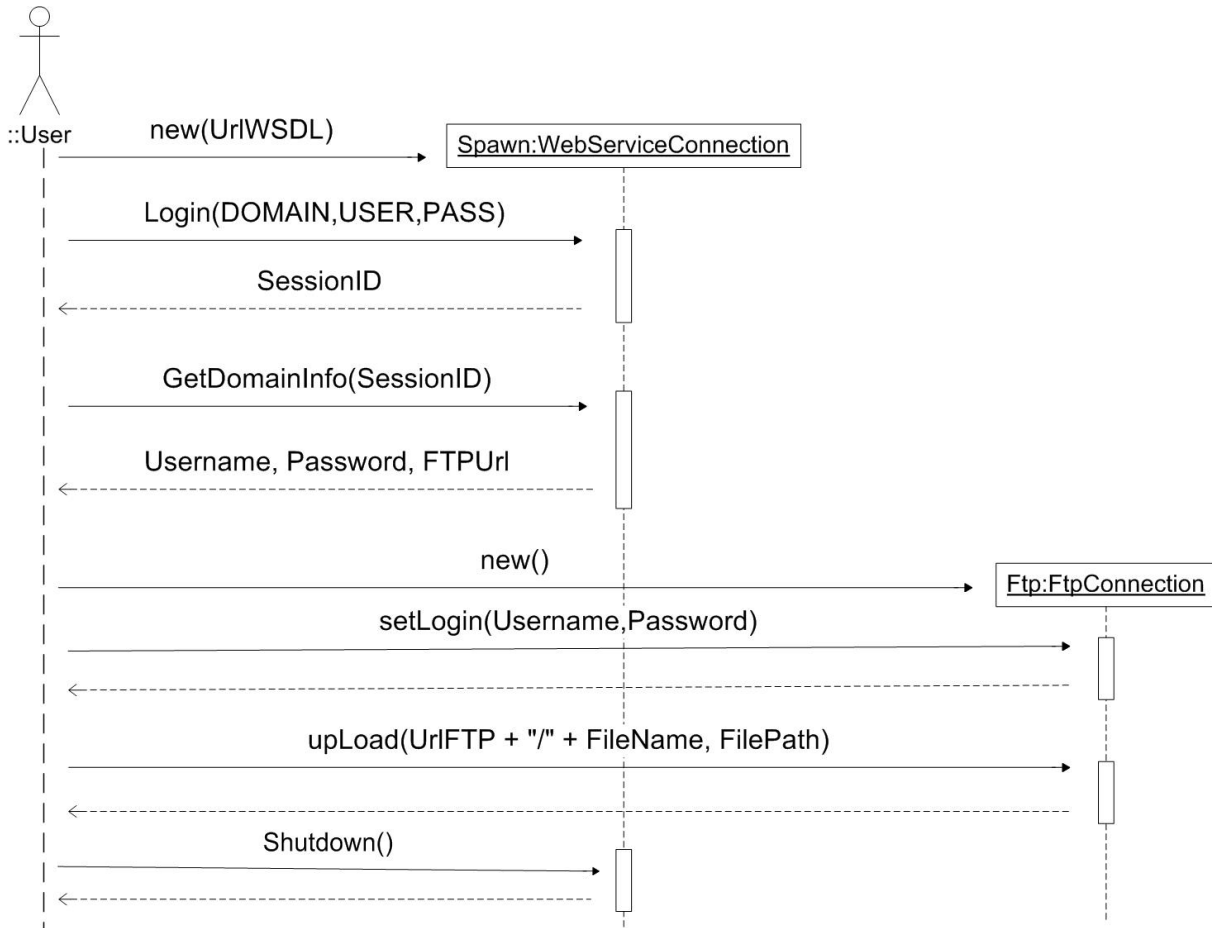 ::User
new(UrlWSDL)
Spawn:WebServiceConnection
Login(DOMAIN,USER,PASS)
SessionID
GetDomainInfo(SessionID)
Username, Password, FTPUrl
new()
Ftp:FtpConnection
setLogin(Username,Password)
upLoad(UrlFTP + "/" + FileName, FilePath)
Shutdown()